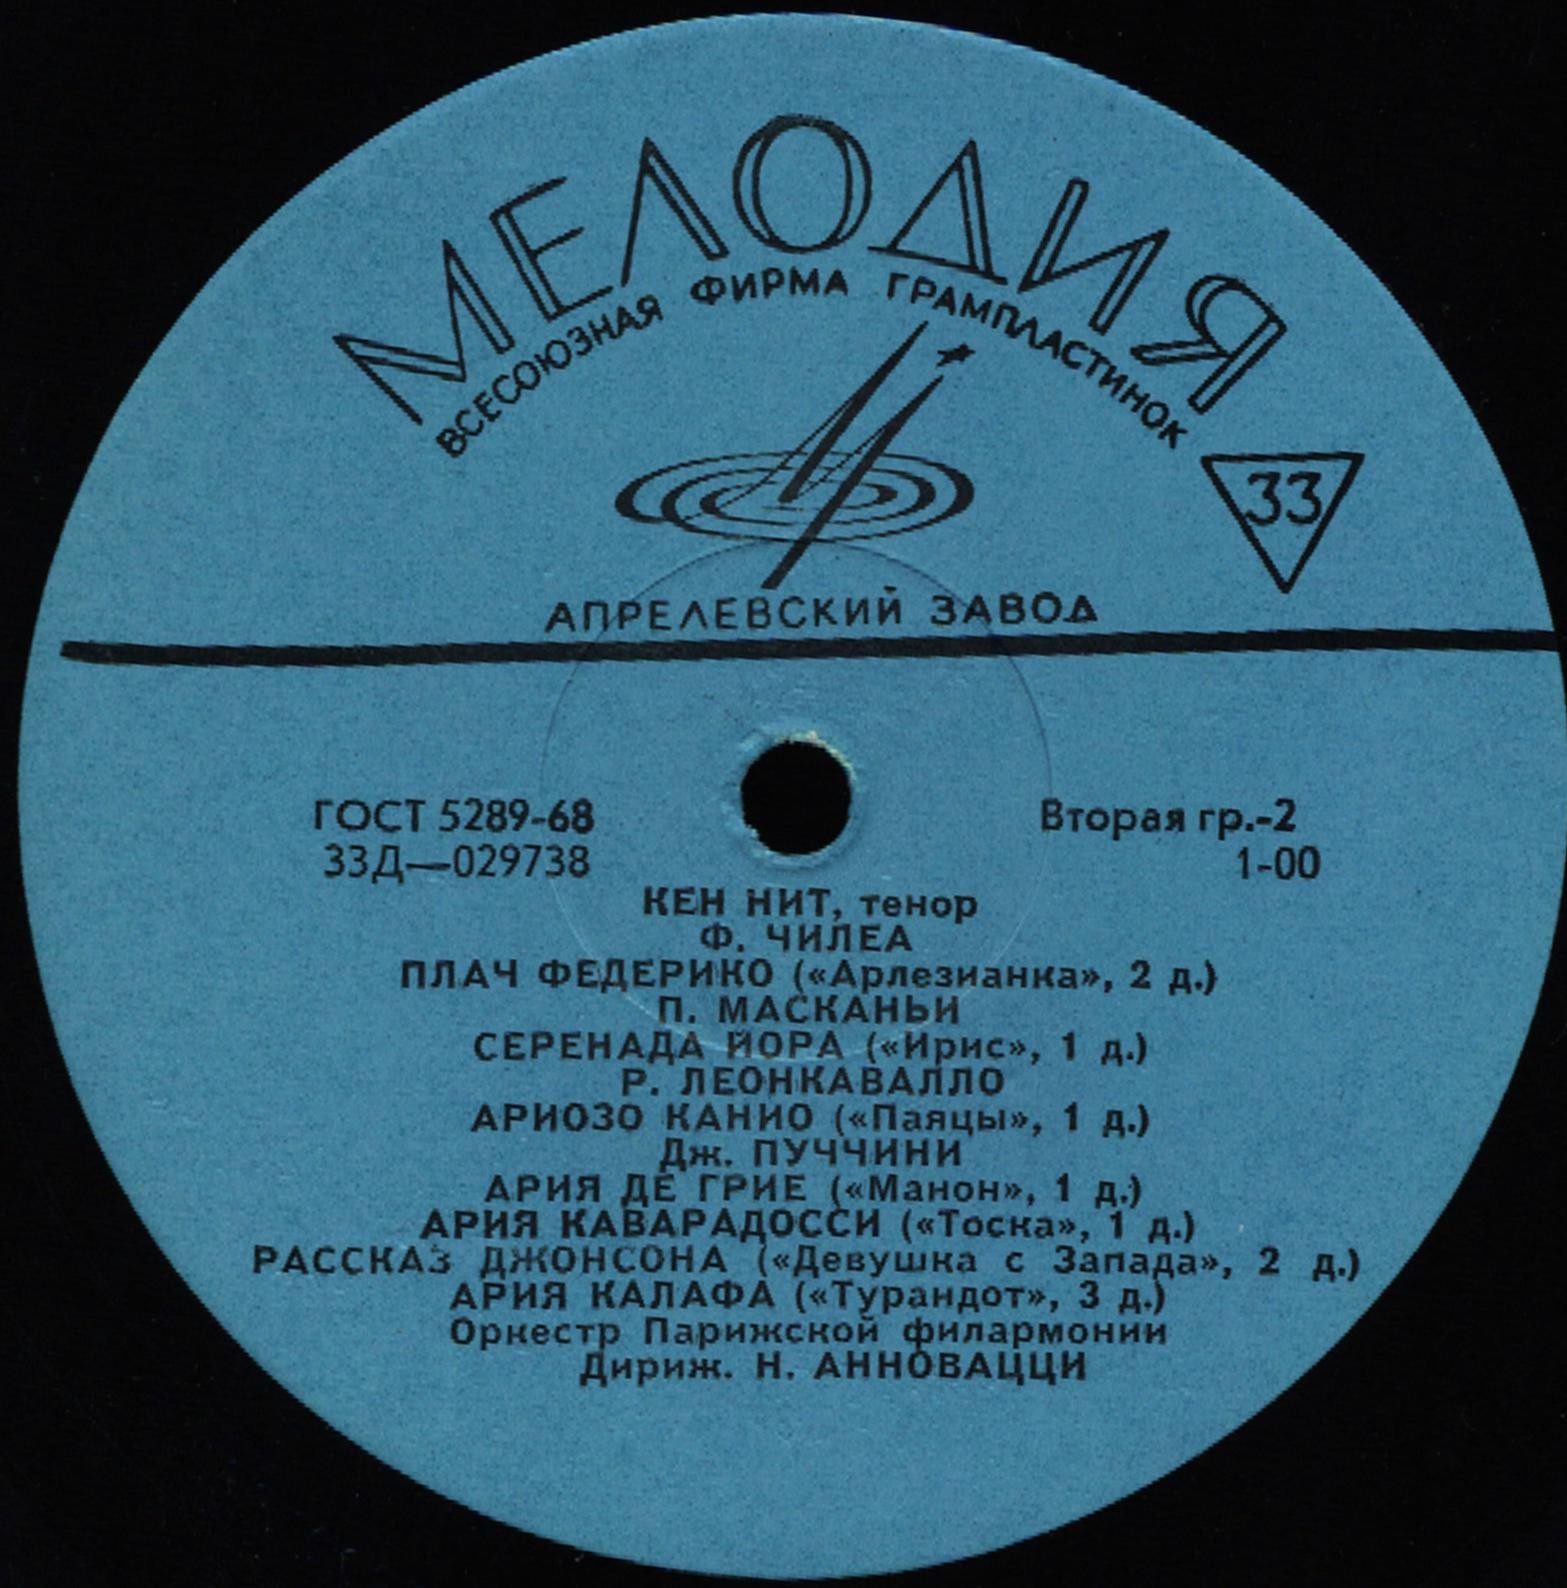 МЕЛОДИЯ
ВСЕСОЮЗНАЯ ФИРМА ГРАМПЛАСТИНОК
33
АПРЕЛЕВСКИЙ ЗАВОД
ГОСТ 5289-68
Вторая гр.-2
33Д—029738
1-00
КЕН НИТ, тенор
Ф. ЧИЛЕА
ПЛАЧ ФЕДЕРИКО («Арлезианка», 2 д.)
П. МАСКАНЬИ
СЕРЕНАДА ЙОРА («Ирис», 1 д.)
Р. ЛЕОНКАВАЛЛО
АРИОЗО КАНИО («Паяцы», 1 д.)
Дж. ПУЧЧИНИ
АРИЯ ДЕ ГРИЕ («Манон», 1 д.)
АРИЯ КАВАРАДОССИ («Тоска», 1 д.)
РАССКАЗ ДЖОНСОНА («Девушка с Запада», 2 д.)
АРИЯ КАЛАФА («Турандот», 3 д.)
Оркестр Парижской филармонии
Дириж. Н. АННОВАЦЦИ